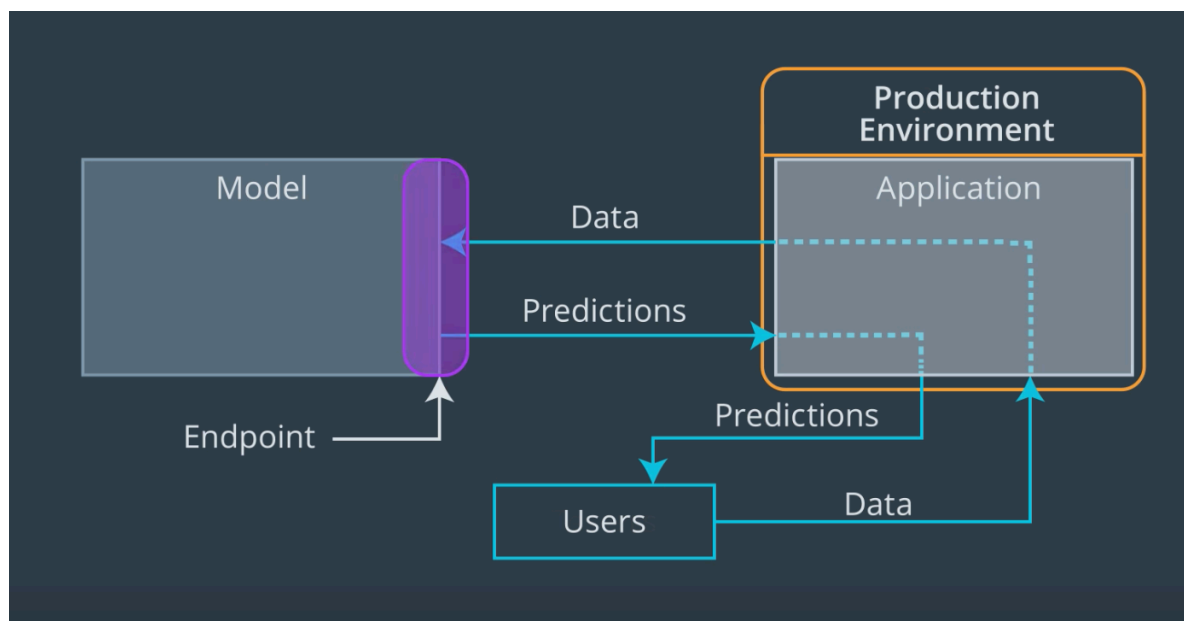 Production
Environment
Model
Application
Data
Predictions
Predictions
Endpoint
Data
Users